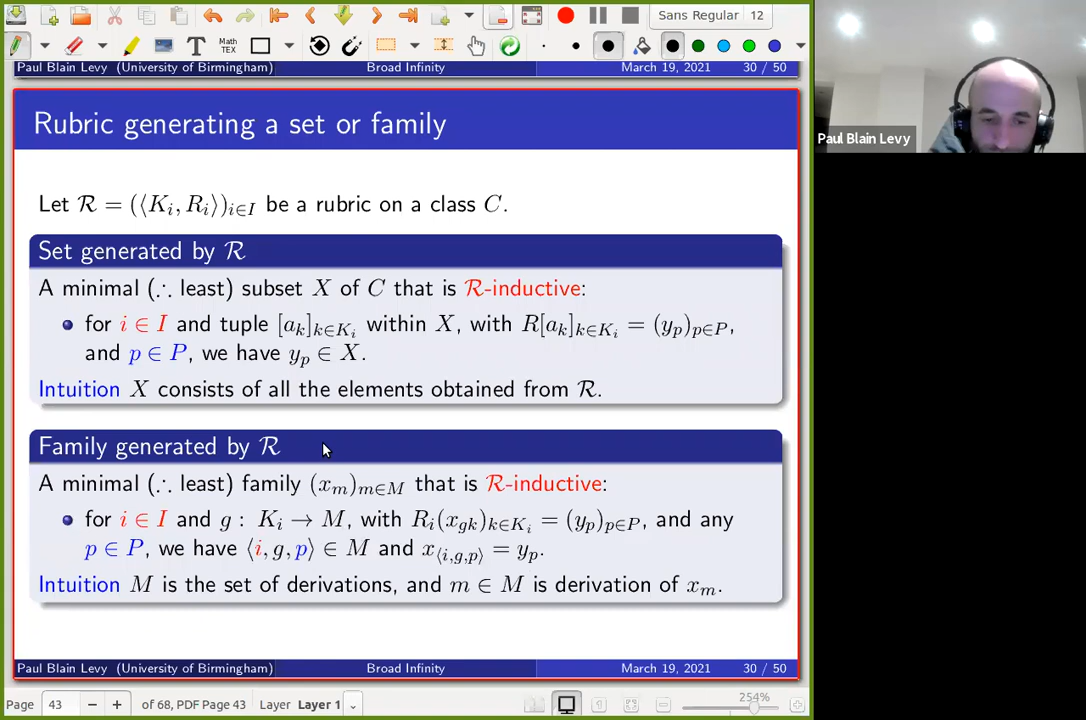 Sans Regular 12
Math
TEX
Paul Blain Levy (University of Birmingham) Broad Infinity March 19, 2021 30 / 50
Rubric generating a set or family
Let ℛ = (⟨K_i, R_i⟩)_{i∈I} be a rubric on a class C.
Set generated by ℛ
A minimal (∴ least) subset X of C that is ℛ-inductive:
for i ∈ I and tuple [a_k]_{k∈K_i} within X, with R[a_k]_{k∈K_i} = (y_p)_{p∈P},
and p ∈ P, we have y_p ∈ X.
Intuition X consists of all the elements obtained from ℛ.
Family generated by ℛ
A minimal (∴ least) family (x_m)_{m∈M} that is ℛ-inductive:
for i ∈ I and g : K_i → M, with R_i(x_{gk})_{k∈K_i} = (y_p)_{p∈P}, and any
p ∈ P, we have ⟨i, g, p⟩ ∈ M and x_{⟨i,g,p⟩} = y_p.
Intuition M is the set of derivations, and m ∈ M is derivation of x_m.
Paul Blain Levy (University of Birmingham) Broad Infinity March 19, 2021 30 / 50
Page 43 of 68, PDF Page 43 Layer Layer 1 254%
Paul Blain Levy